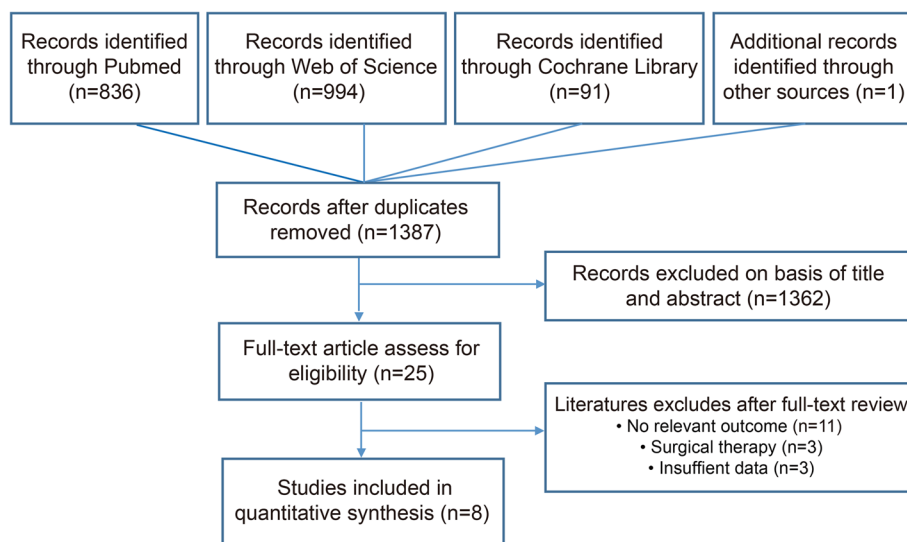 Records identified
through Pubmed
(n=836)
Records identified
through Web of Science
(n=994)
Records identified
through Cochrane Library
(n=91)
Additional records
identified through
other sources (n=1)
Records after duplicates
removed (n=1387)
Records excluded on basis of title
and abstract (n=1362)
Full-text article assess for
eligibility (n=25)
Literatures excludes after full-text review
• No relevant outcome (n=11)
• Surgical therapy (n=3)
• Insuffient data (n=3)
Studies included in
quantitative synthesis (n=8)